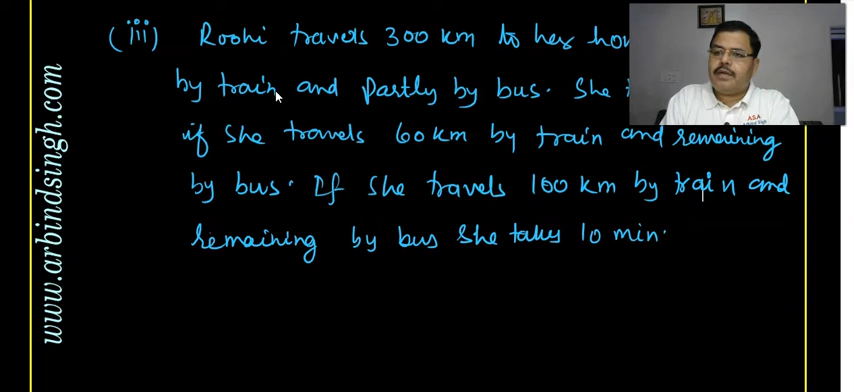 (iii) Roohi travels 300 km to her
by train and partly by bus. She
if she travels 60 km by train and remaining
by bus. If she travels 100 km by train and
remaining by bus she takes 10 min.
www.arbindsingh.com
A.S.A
Arbind Singh